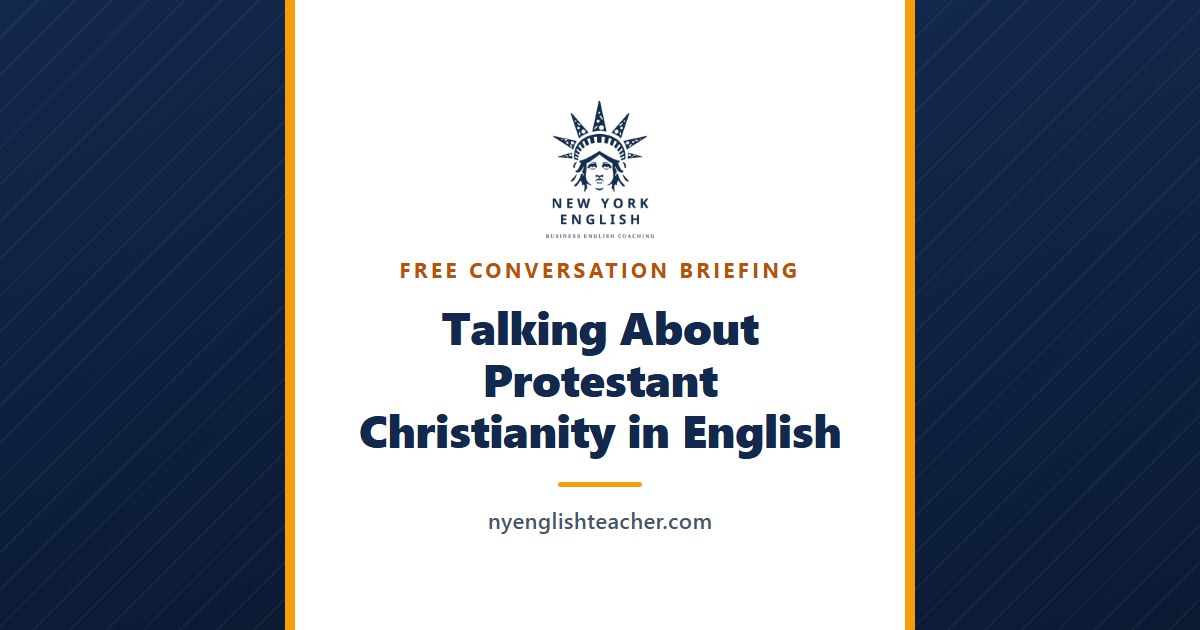 NEW YORK
ENGLISH
BUSINESS ENGLISH COACHING
FREE CONVERSATION BRIEFING
Talking About
Protestant
Christianity in English
nyenglishteacher.com